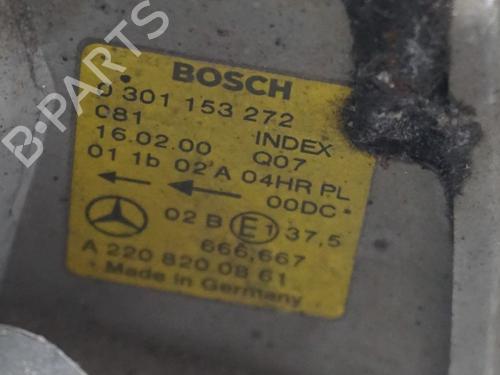 B-PARTS
BOSCH
0 301 153 272
081 INDEX
16.02.00 Q07
01 1b 02 A 04HR PL
00DC
02 B E1 37,5
666,667
A 220 820 08 61
Made in Germany